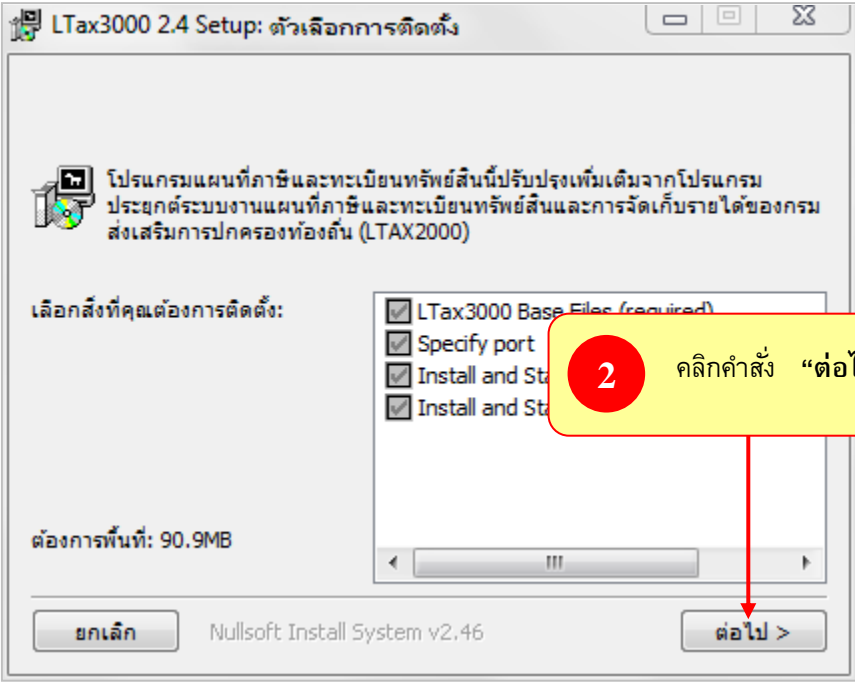 LTax3000 2.4 Setup: ตัวเลือกการติดตั้ง
โปรแกรมแผนที่ภาษีและทะเบียนทรัพย์สินนี้ปรับปรุงเพิ่มเติมจากโปรแกรม
ประยุกต์ระบบงานแผนที่ภาษีและทะเบียนทรัพย์สินและการจัดเก็บรายได้ของกรม
ส่งเสริมการปกครองท้องถิ่น (LTAX2000)
เลือกสิ่งที่คุณต้องการติดตั้ง:
LTax3000 Base Files (required)
Specify port
Install and
Install and
2 คลิกคำสั่ง
ต้องการพื้นที่: 90.9MB
ยกเลิก
Nullsoft Install System v2.46
ต่อไป >